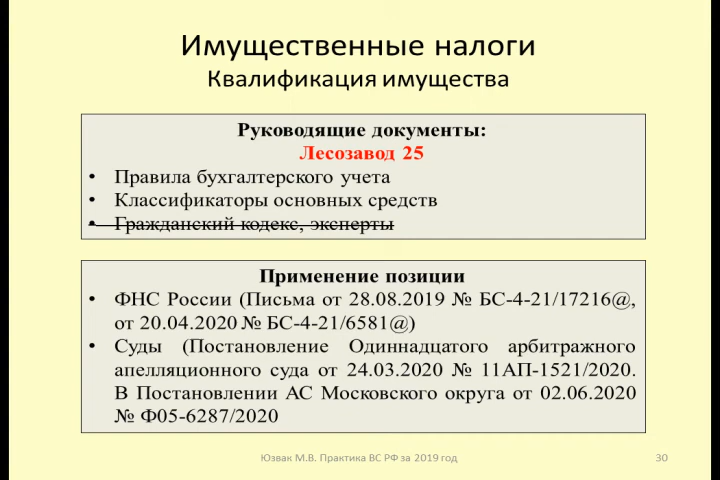 Имущественные налоги
Квалификация имущества
Руководящие документы:
Лесозавод 25
• Правила бухгалтерского учета
• Классификаторы основных средств
• Гражданский кодекс, эксперты
Применение позиции
• ФНС России (Письма от 28.08.2019 № БС-4-21/17216@,
от 20.04.2020 № БС-4-21/6581@)
• Суды (Постановление Одиннадцатого арбитражного
апелляционного суда от 24.03.2020 № 11АП-1521/2020.
В Постановлении АС Московского округа от 02.06.2020
№ Ф05-6287/2020
Юзвак М.В. Практика ВС РФ за 2019 год
30